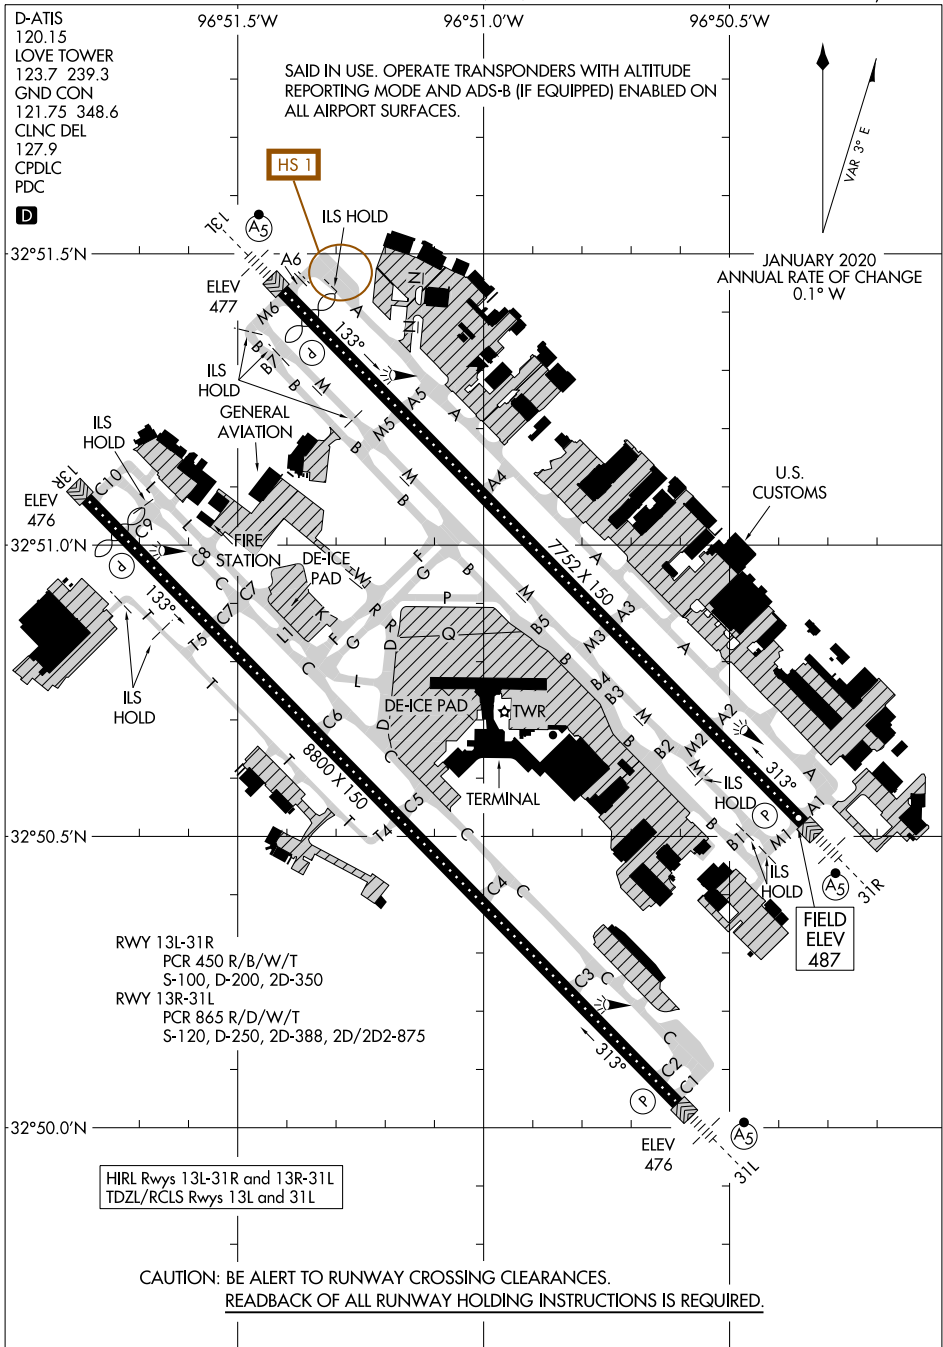 96°51.5'W
96°51.0'W
96°50.5'W
D-ATIS
120.15
LOVE TOWER
123.7 239.3
GND CON
121.75 348.6
CLNC DEL
127.9
CPDLC
PDC
D
SAID IN USE. OPERATE TRANSPONDERS WITH ALTITUDE
REPORTING MODE AND ADS-B (IF EQUIPPED) ENABLED ON
ALL AIRPORT SURFACES.
VAR 3° E
JANUARY 2020
ANNUAL RATE OF CHANGE
0.1° W
HS 1
13L
A5
ILS HOLD
32°51.5'N
A6
ELEV
477
M6
A
N
N
P
133°
B
B7
B
M
ILS
HOLD
A5
A
M5
B
GENERAL
AVIATION
ILS
HOLD
M
B
A4
U.S.
CUSTOMS
13R
C10
ELEV
476
32°51.0'N
C9
L
FIRE
STATION
C8
DE-ICE
PAD
P
133°
C
C7
C7
W
F
G
B
M
7752 X 150
A
A3
P
K
R
R
F
G
D
Q
B5
M3
B
A
T
T5
L1
C
ILS
HOLD
T
L
DE-ICE PAD
TWR
B4
B3
M
A2
C6
D
C
B
B2
M2
M
313°
A
8800 X 150
TERMINAL
ILS
HOLD
C5
T
T4
C
32°50.5'N
P
A1
B
B1
M1
ILS
HOLD
A5
31R
C4
C
FIELD
ELEV
487
RWY 13L-31R
PCR 450 R/B/W/T
S-100, D-200, 2D-350
RWY 13R-31L
PCR 865 R/D/W/T
S-120, D-250, 2D-388, 2D/2D2-875
C3
C
313°
C
C2
C1
P
32°50.0'N
ELEV
476
A5
31L
HIRL Rwys 13L-31R and 13R-31L
TDZL/RCLS Rwys 13L and 31L
CAUTION: BE ALERT TO RUNWAY CROSSING CLEARANCES.
READBACK OF ALL RUNWAY HOLDING INSTRUCTIONS IS REQUIRED.